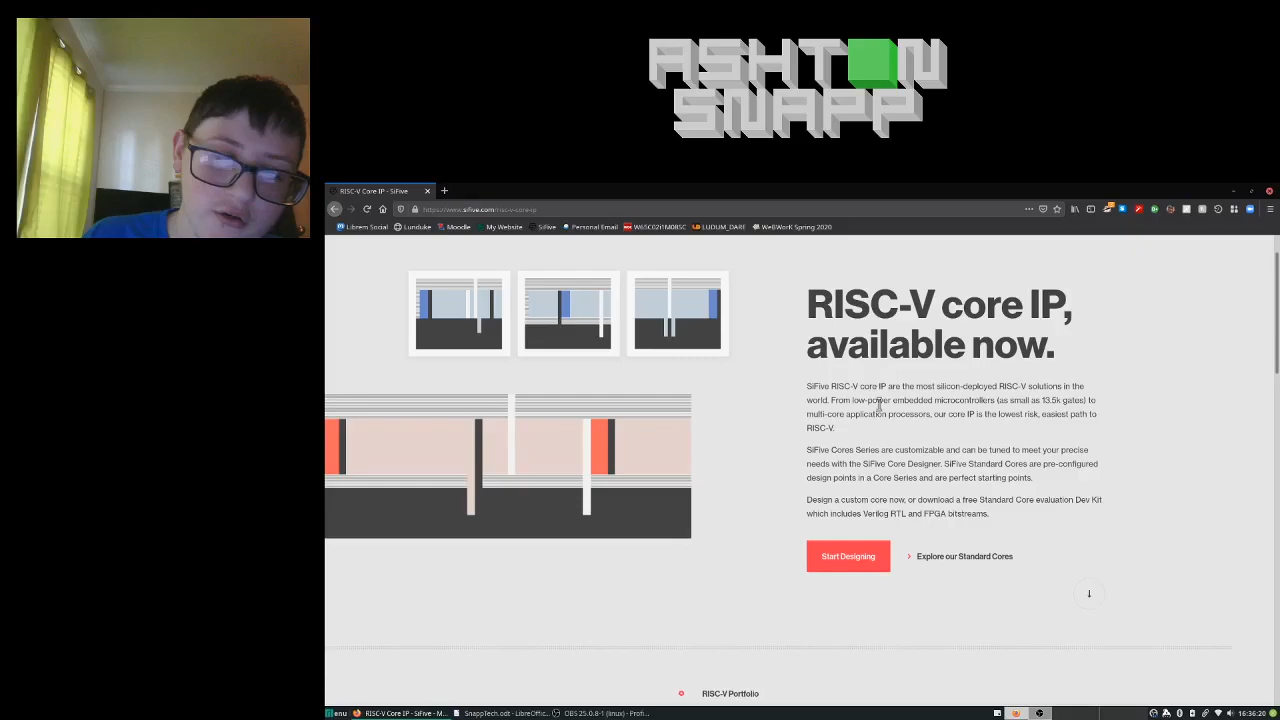 ASHTON
SNAPP
RISC-V Core IP - SiFive
https://www.sifive.com/risc-v-core-ip
Librem Social Lunduke Moodle My Website SiFive Personal Email W65C02i1M08SC LUDUM_DARE WeBWorK Spring 2020
RISC-V core IP,
available now.
SiFive RISC-V core IP are the most silicon-deployed RISC-V solutions in the
world. From low-power embedded microcontrollers (as small as 13.5k gates) to
multi-core application processors, our core IP is the lowest risk, easiest path to
RISC-V.
SiFive Cores Series are customizable and can be tuned to meet your precise
needs with the SiFive Core Designer. SiFive Standard Cores are pre-configured
design points in a Core Series and are perfect starting points.
Design a custom core now, or download a free Standard Core evaluation Dev Kit
which includes Verilog RTL and FPGA bitstreams.
Start Designing Explore our Standard Cores
RISC-V Portfolio
enu RISC-V Core IP - SiFive - M... SnappTech.odt - LibreOffic... OBS 25.0.8-1 (linux) - Profi... 16:36:20